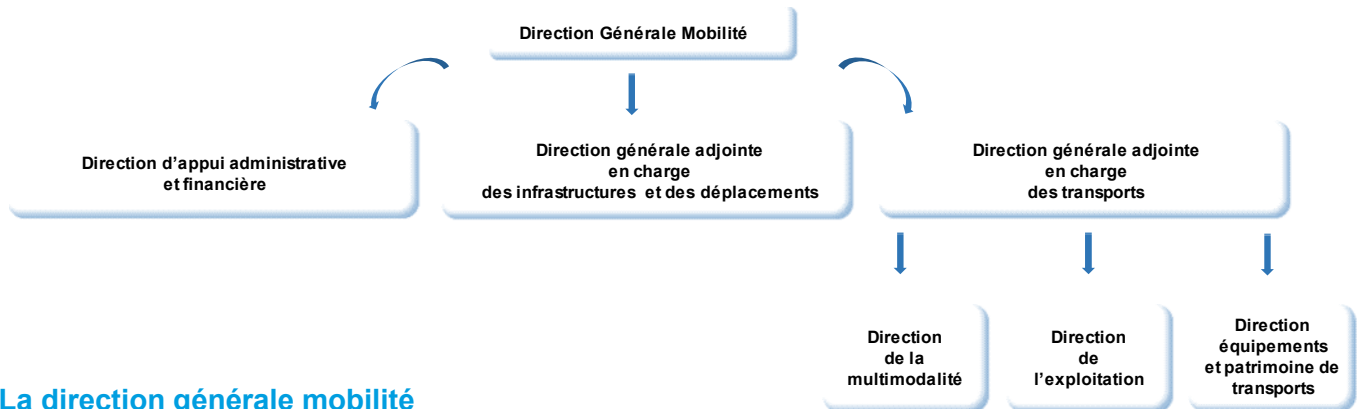 Direction Générale Mobilité
Direction d'appui administrative
et financière
Direction générale adjointe
en charge
des infrastructures et des déplacements
Direction générale adjointe
en charge
des transports
Direction
de la
multimodalité
Direction
de
l'exploitation
Direction
équipements
et patrimoine de
transports
La direction générale mobilité